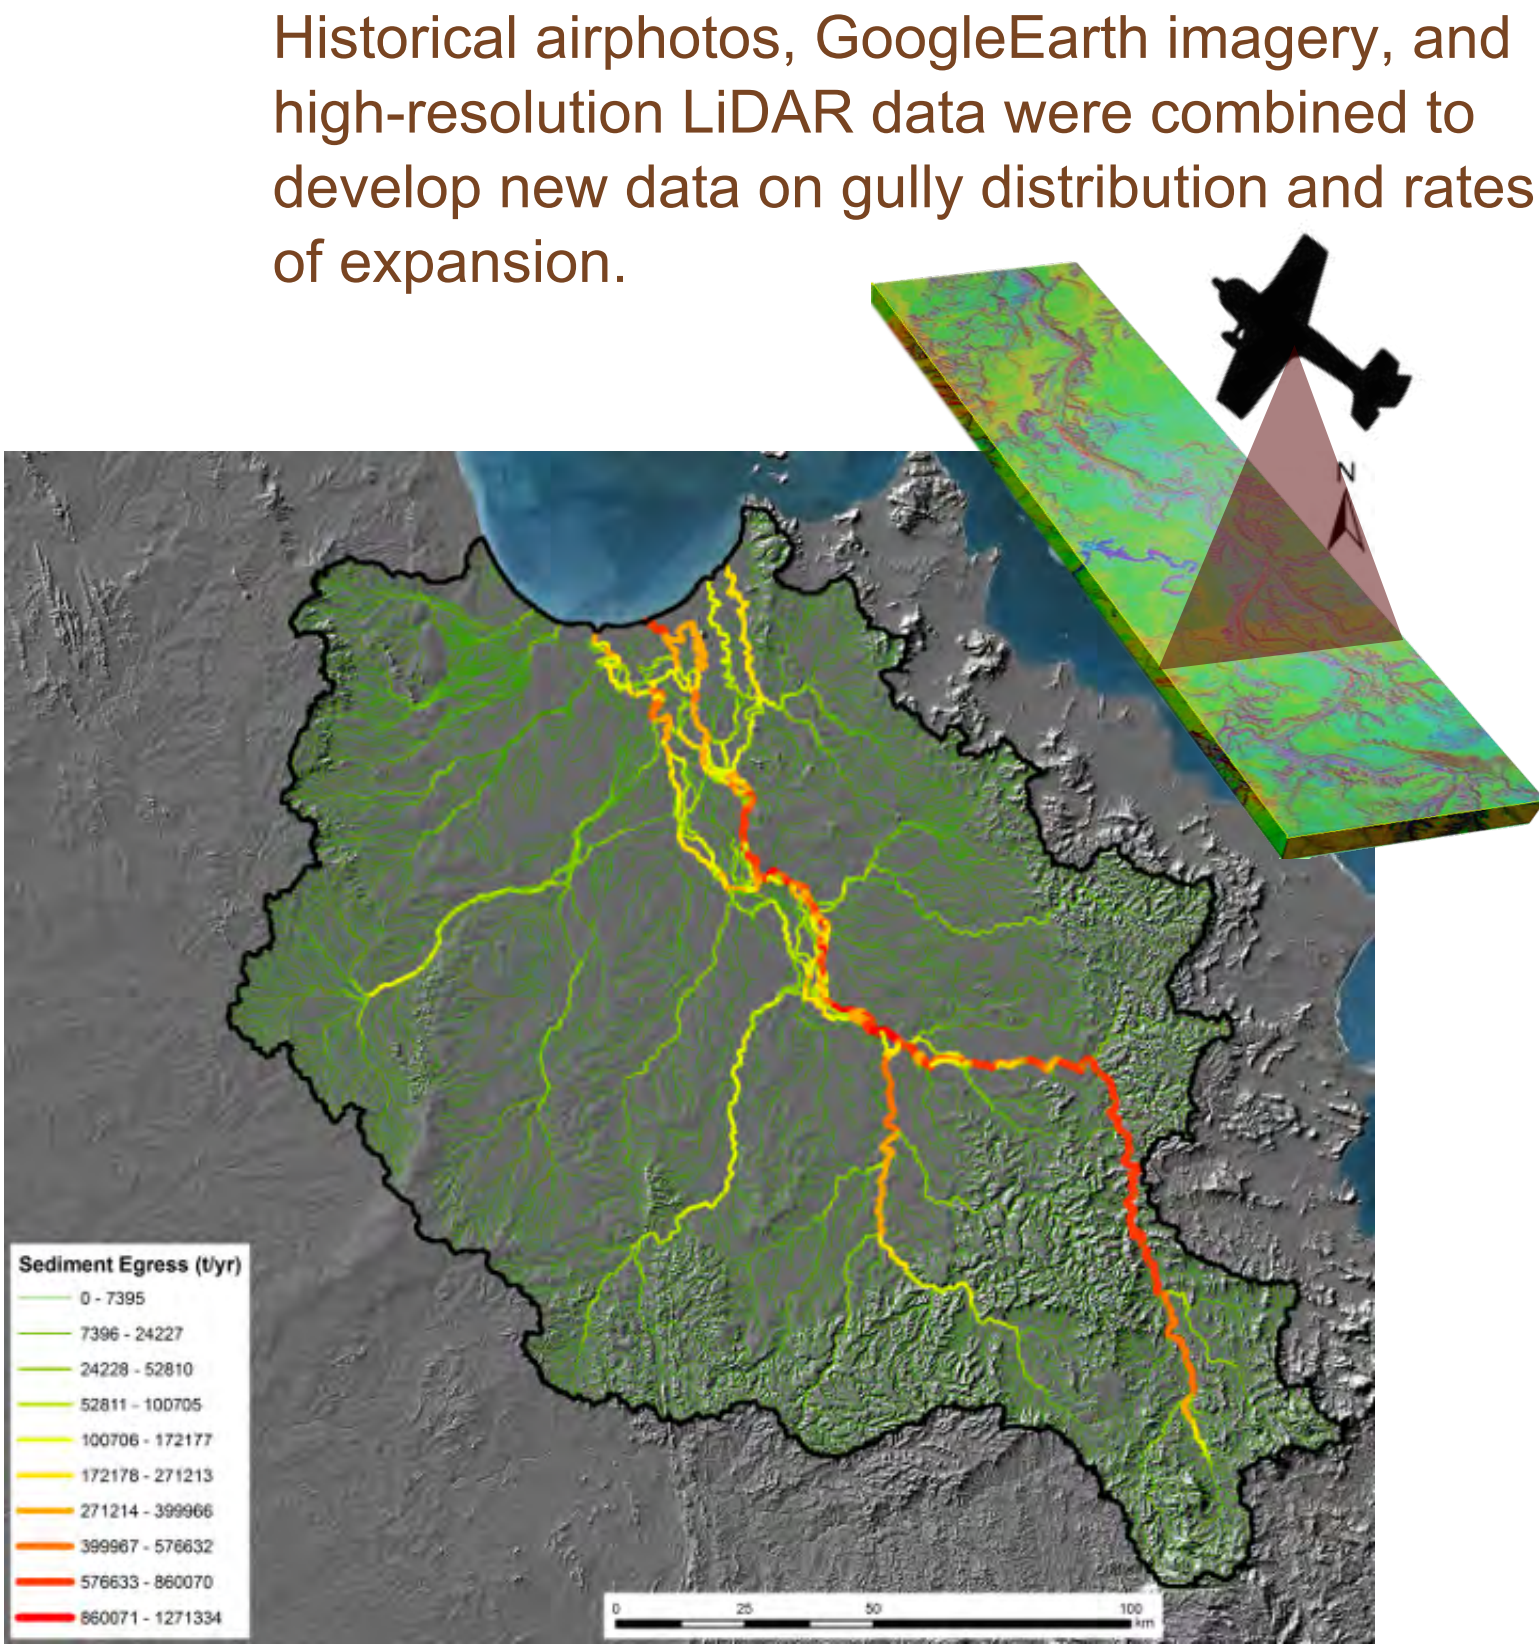 Historical airphotos, GoogleEarth imagery, and
high-resolution LiDAR data were combined to
develop new data on gully distribution and rates
of expansion.
N
Sediment Egress (t/yr)
0 - 7395
7396 - 24227
24228 - 52810
52811 - 100705
100706 - 172177
172178 - 271213
271214 - 399966
399967 - 576632
576633 - 860070
860071 - 1271334
0 25 50 100
km